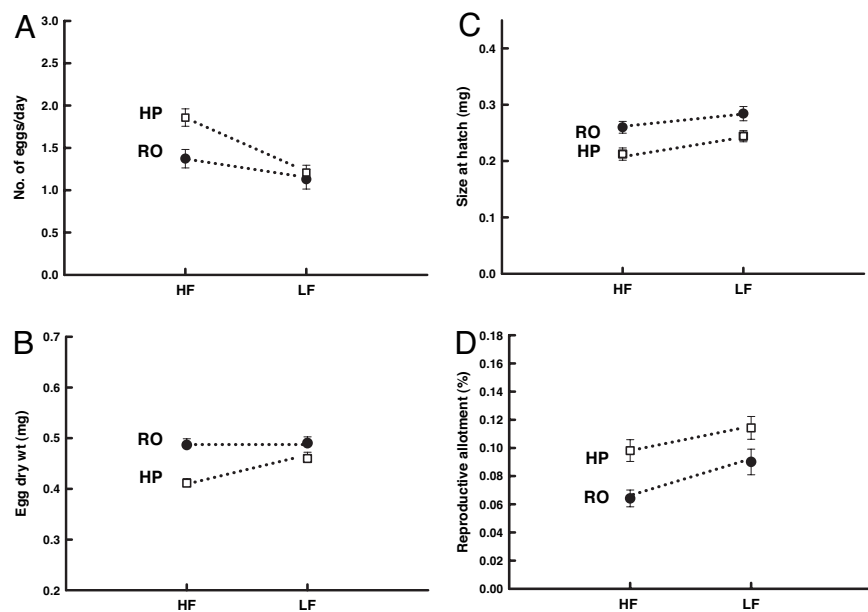 A
No. of eggs/day
3.0
2.5
2.0
1.5
1.0
0.5
0.0
HP
RO
HF LF
C
Size at hatch (mg)
0.4
0.3
0.2
0.1
0.0
RO
HP
HF LF
B
Egg dry wt (mg)
0.7
0.6
0.5
0.4
0.3
0.2
RO
HP
HF LF
D
Reproductive allotment (%)
0.18
0.16
0.14
0.12
0.10
0.08
0.06
0.04
0.02
0.00
HP
RO
HF LF